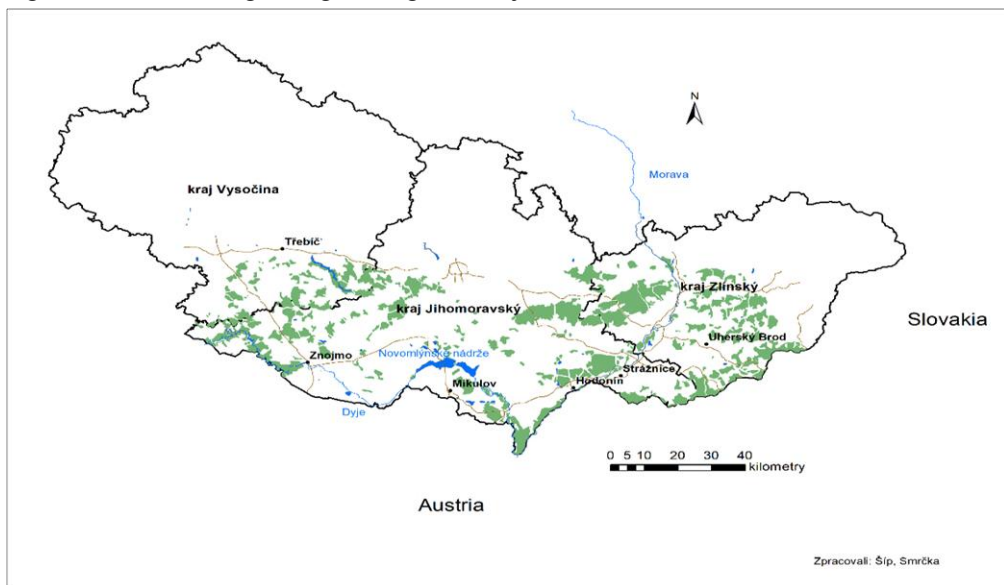 N
Morava
kraj Vysočina
Třebíč
kraj Zlínský
kraj Jihomoravský
Slovakia
Uherský Brod
Znojmo
Novomlýnské nádrže
Strážnice
Mikulov
Hodonín
Dyje
0 5 10 20 30 40
kilometry
Austria
Zpracovali: Šíp, Smrčka